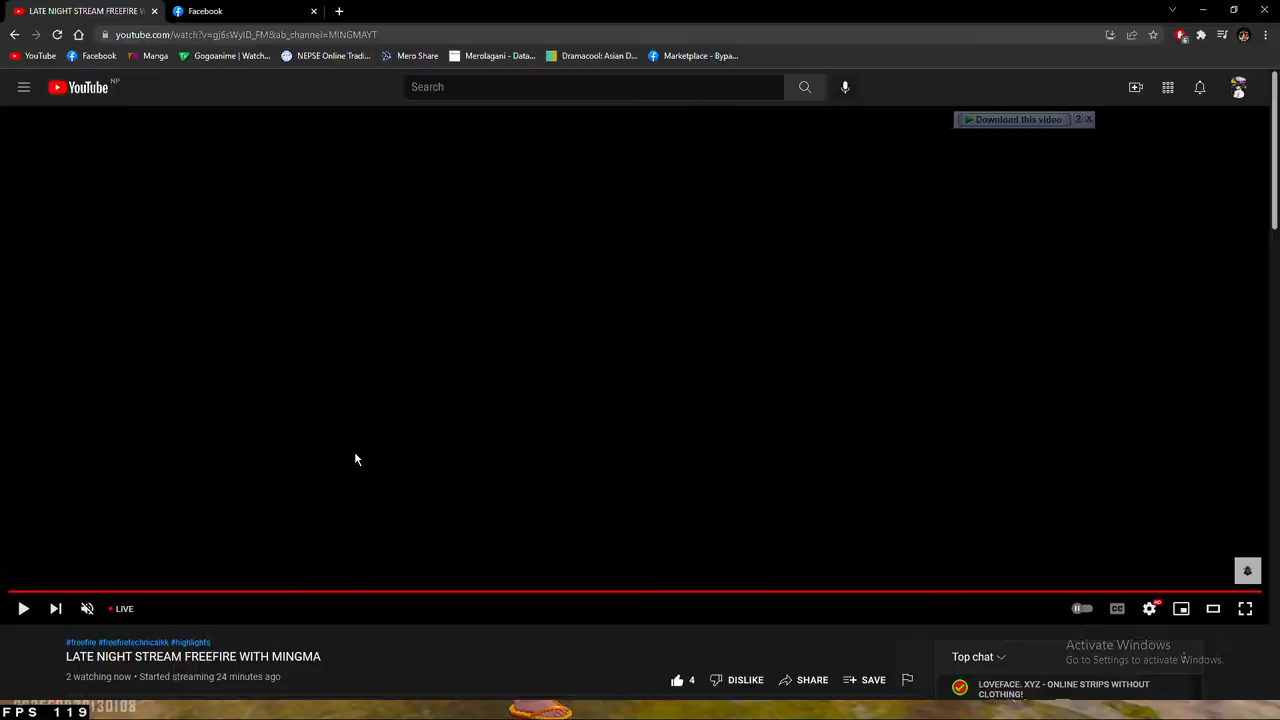 LATE NIGHT STREAM FREEFIRE W
Facebook
youtube.com/watch?v=gj6sWyiD_FM&ab_channel=MINGMAYT
YouTube Facebook Manga Gogoanime | Watch... NEPSE Online Tradi... Mero Share Merolagani - Data... Dramacool: Asian D... Marketplace - Bypa...
YouTube NP
Search
Download this video ? X
LIVE
CC
HD
#freefire #freefiretechnicalkk #highlights
LATE NIGHT STREAM FREEFIRE WITH MINGMA
2 watching now • Started streaming 24 minutes ago
4 DISLIKE SHARE SAVE
Top chat
Activate Windows
Go to Settings to activate Windows.
LOVEFACE. XYZ - ONLINE STRIPS WITHOUT
CLOTHING!
FPS 119